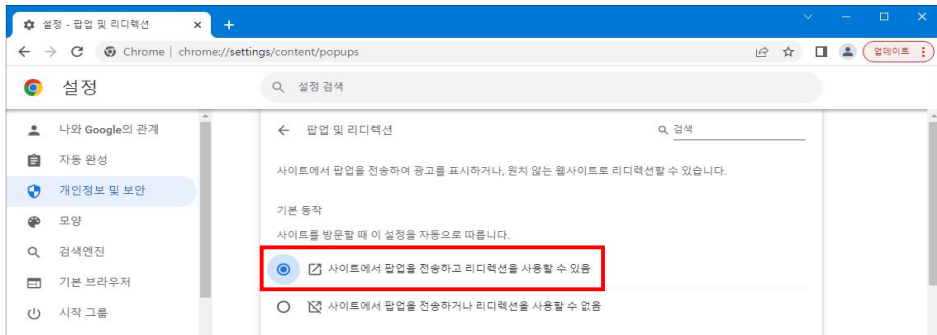 설정 - 팝업 및 리디렉션
Chrome | chrome://settings/content/popups
업데이트
설정
설정 검색
나와 Google의 관계
자동 완성
개인정보 및 보안
모양
검색엔진
기본 브라우저
시작 그룹
팝업 및 리디렉션
검색
사이트에서 팝업을 전송하여 광고를 표시하거나, 원치 않는 웹사이트로 리디렉션할 수 있습니다.
기본 동작
사이트를 방문할 때 이 설정을 자동으로 따릅니다.
사이트에서 팝업을 전송하고 리디렉션을 사용할 수 있음
사이트에서 팝업을 전송하거나 리디렉션을 사용할 수 없음